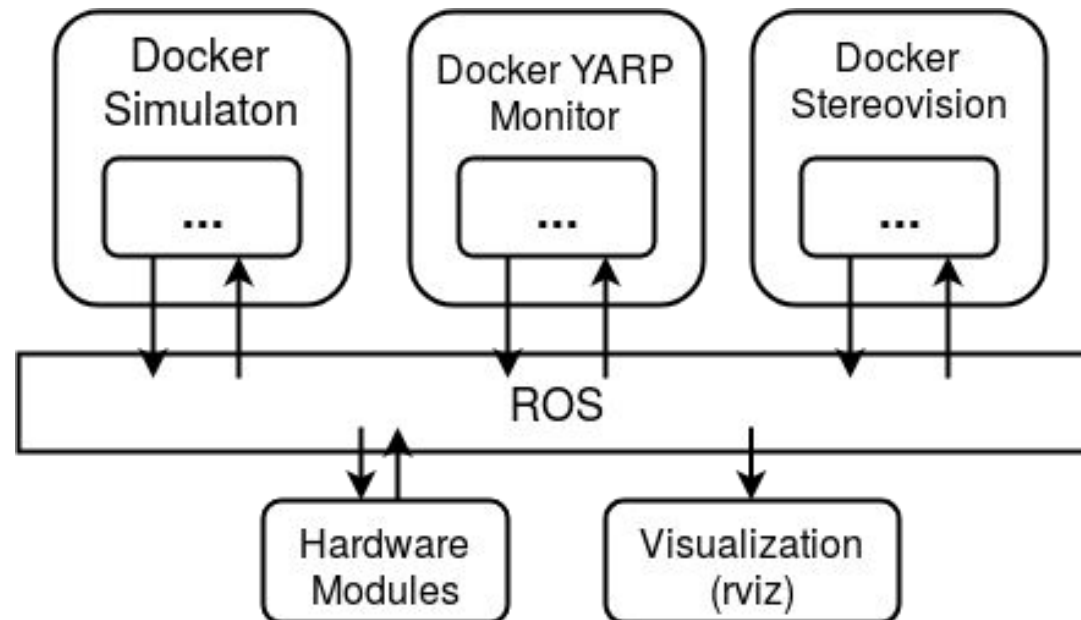 Docker
Simulaton
...
Docker YARP
Monitor
...
Docker
Stereovision
...
ROS
Hardware
Modules
Visualization
(rviz)